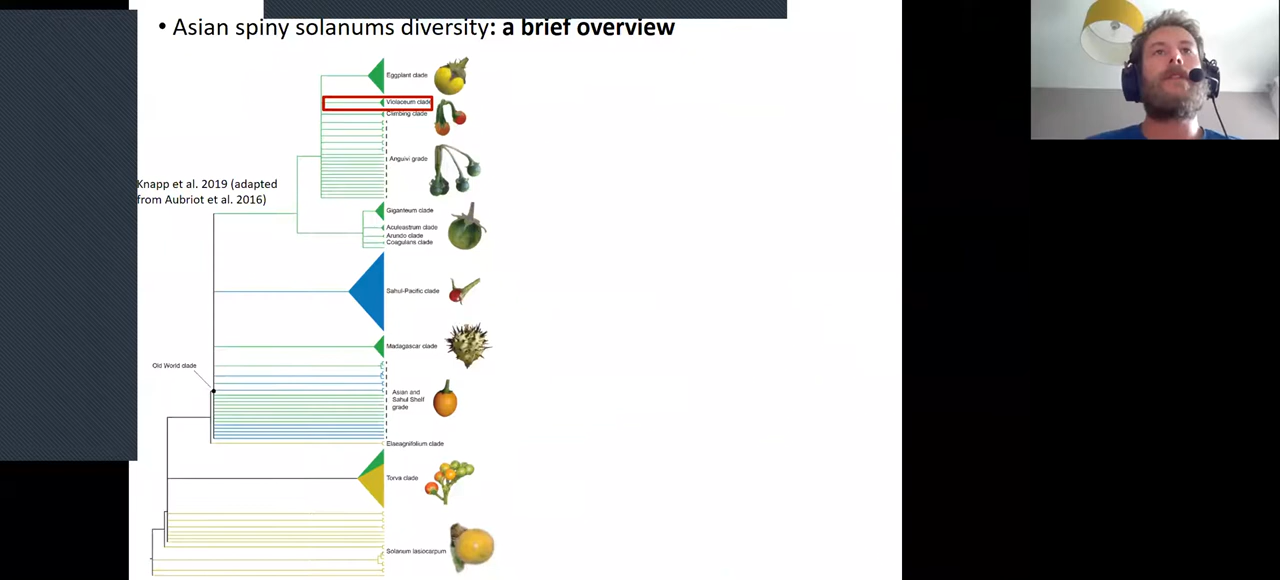 • Asian spiny solanums diversity: a brief overview
Eggplant clade
Violaceum clade
Climbing clade
Anguivi grade
Knapp et al. 2019 (adapted
from Aubriot et al. 2016)
Giganteum clade
Aculeastrum clade
Arundo clade
Coagulans clade
Sahul-Pacific clade
Madagascar clade
Old World clade
Asian and
Sahul Shelf
grade
Elaeagnifolium clade
Torva clade
Solanum lasiocarpum